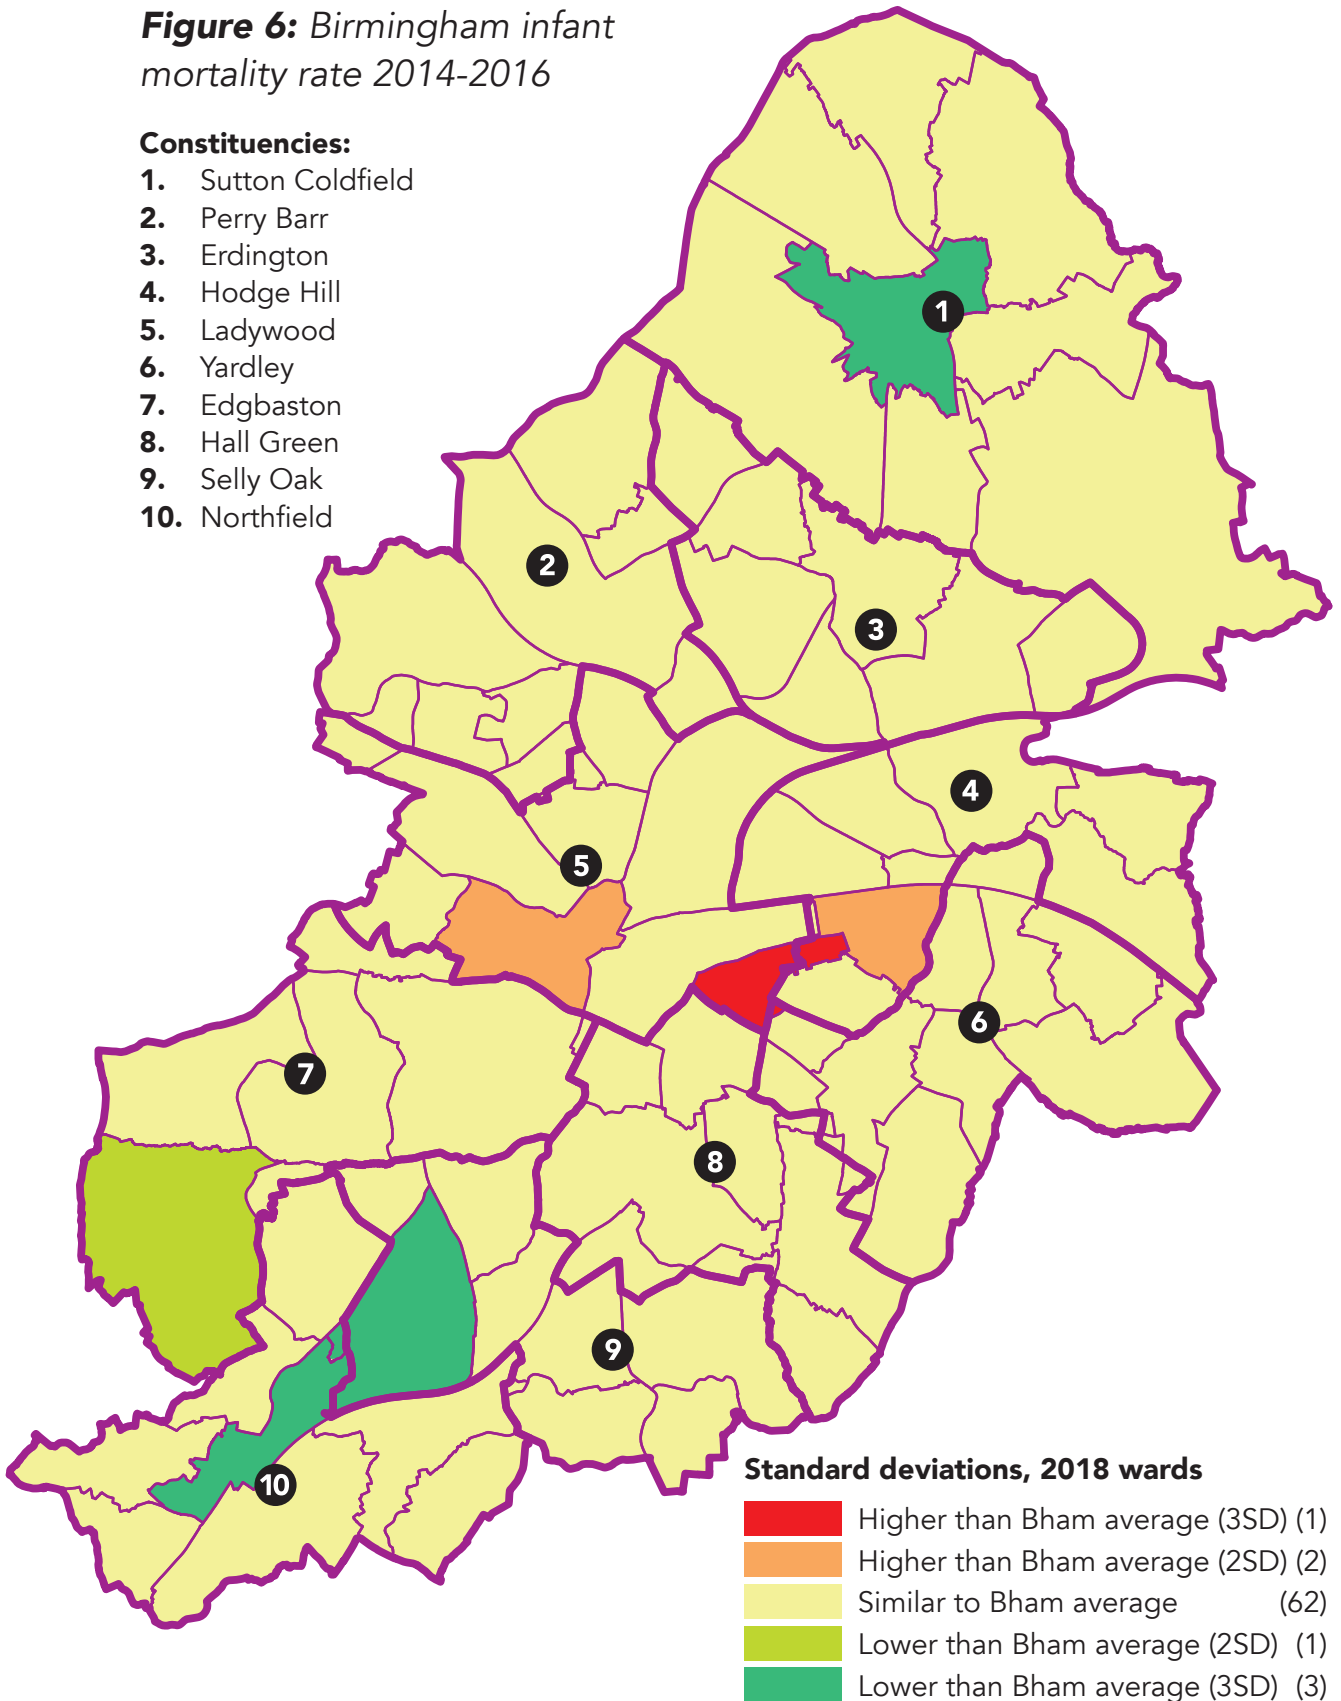 Figure 6: Birmingham infant
mortality rate 2014-2016
Constituencies:
1. Sutton Coldfield
2. Perry Barr
3. Erdington
4. Hodge Hill
5. Ladywood
6. Yardley
7. Edgbaston
8. Hall Green
9. Selly Oak
10. Northfield
1
2
3
4
5
6
7
8
9
10
Standard deviations, 2018 wards
Higher than Bham average (3SD) (1)
Higher than Bham average (2SD) (2)
Similar to Bham average (62)
Lower than Bham average (2SD) (1)
Lower than Bham average (3SD) (3)